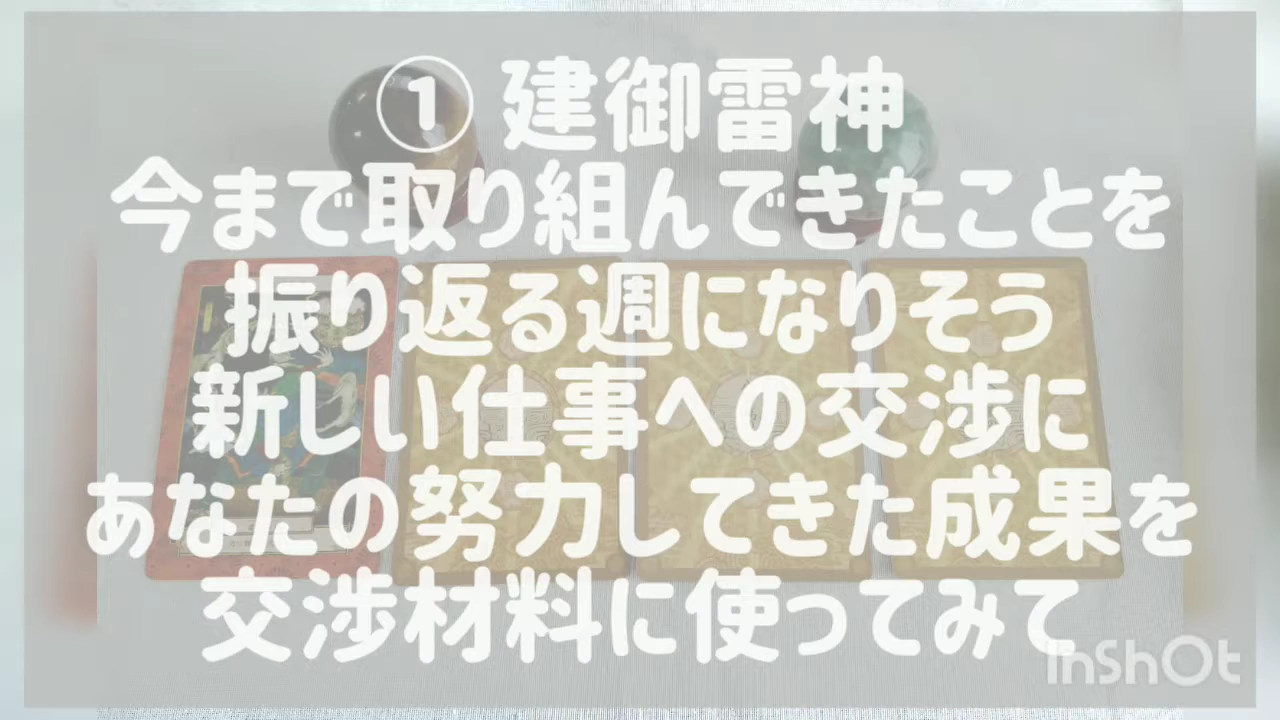 ① 建御雷神
今まで取り組んできたことを
振り返る週になりそう
新しい仕事への交渉に
あなたの努力してきた成果を
交渉材料に使ってみて
InShOt